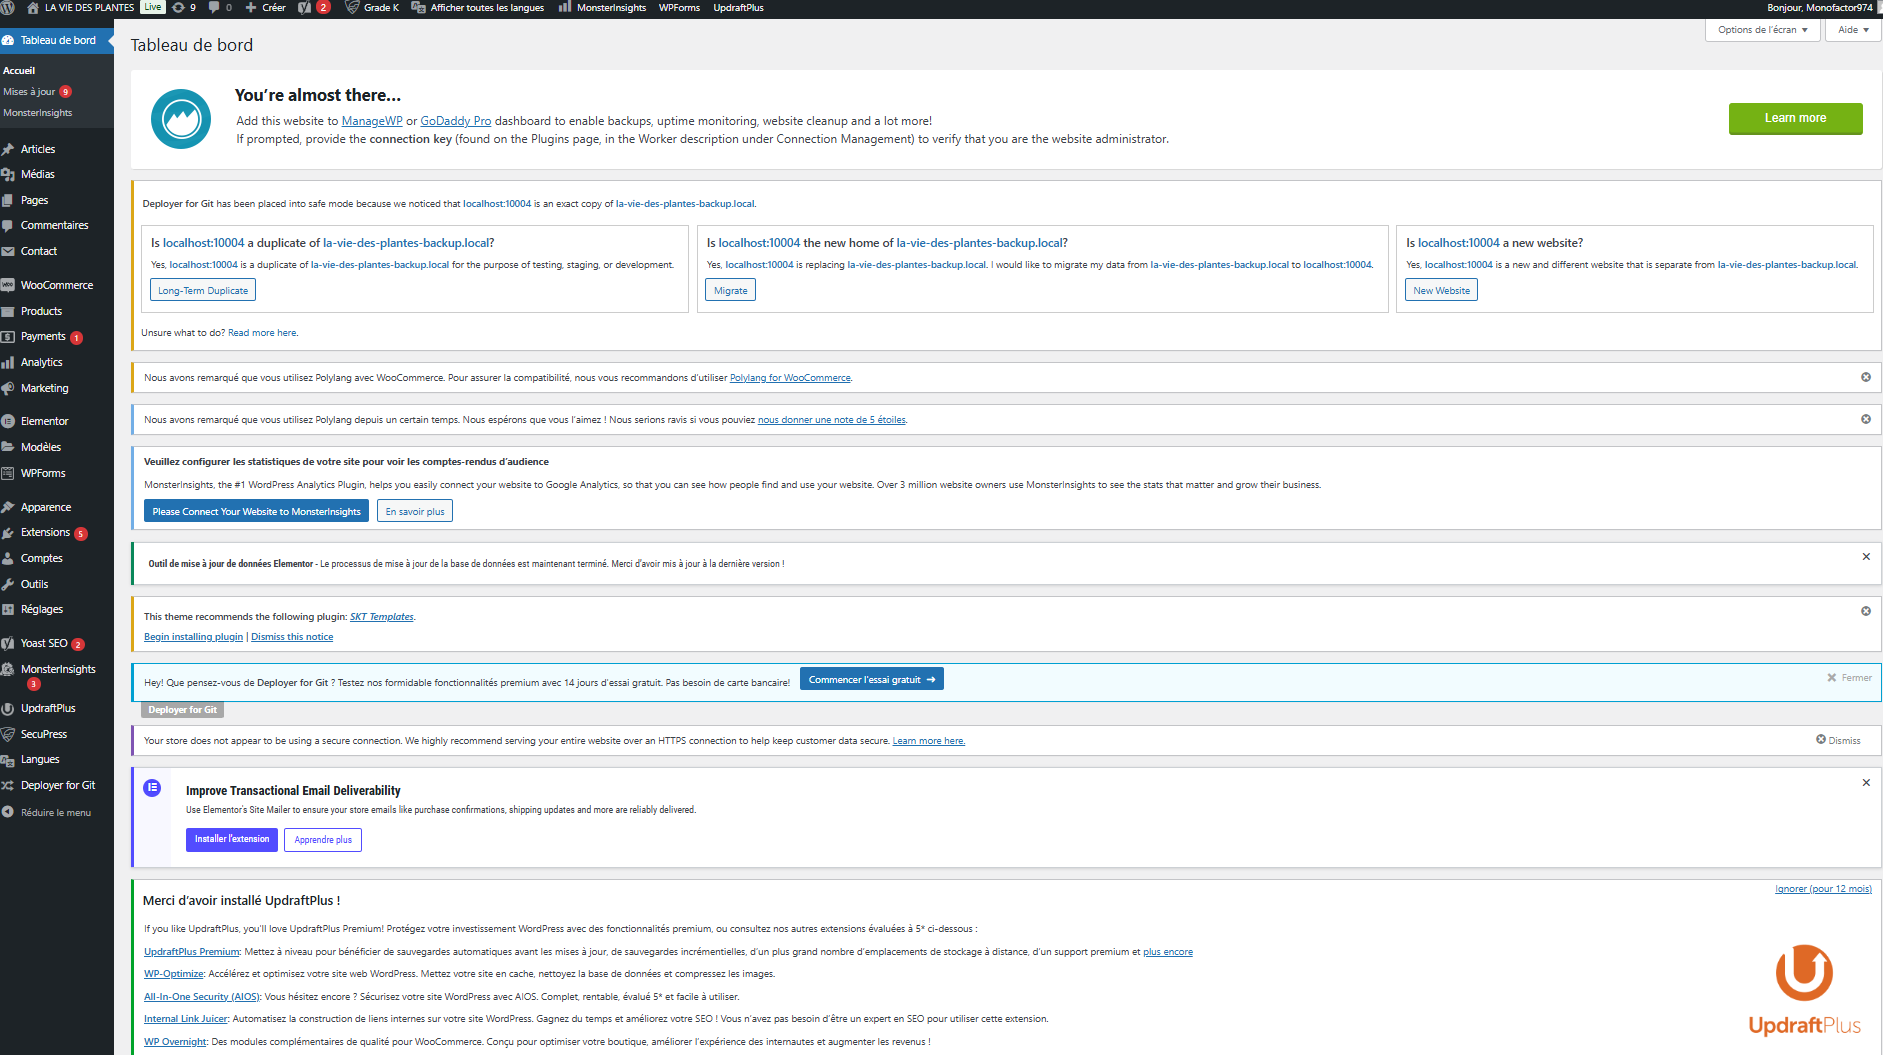 LA VIE DES PLANTES Live 9 0 Créer 2 Grade K Afficher toutes les langues MonsterInsights WPForms UpdraftPlus Bonjour, Monofactor974
Tableau de bord
Accueil
Mises à jour 9
MonsterInsights
Articles
Médias
Pages
Commentaires
Contact
WooCommerce
Products
Payments 1
Analytics
Marketing
Elementor
Modèles
WPForms
Apparence
Extensions 5
Comptes
Outils
Réglages
Yoast SEO 2
MonsterInsights
3
UpdraftPlus
SecuPress
Langues
Deployer for Git
Réduire le menu
Tableau de bord
Options de l'écran ▼ Aide ▼
You're almost there...
Add this website to ManageWP or GoDaddy Pro dashboard to enable backups, uptime monitoring, website cleanup and a lot more!
If prompted, provide the connection key (found on the Plugins page, in the Worker description under Connection Management) to verify that you are the website administrator.
Learn more
Deployer for Git has been placed into safe mode because we noticed that localhost:10004 is an exact copy of la-vie-des-plantes-backup.local.
Is localhost:10004 a duplicate of la-vie-des-plantes-backup.local?
Yes, localhost:10004 is a duplicate of la-vie-des-plantes-backup.local for the purpose of testing, staging, or development.
Long-Term Duplicate
Is localhost:10004 the new home of la-vie-des-plantes-backup.local?
Yes, localhost:10004 is replacing la-vie-des-plantes-backup.local. I would like to migrate my data from la-vie-des-plantes-backup.local to localhost:10004.
Migrate
Is localhost:10004 a new website?
Yes, localhost:10004 is a new and different website that is separate from la-vie-des-plantes-backup.local.
New Website
Unsure what to do? Read more here.
Nous avons remarqué que vous utilisez Polylang avec WooCommerce. Pour assurer la compatibilité, nous vous recommandons d'utiliser Polylang for WooCommerce.
Nous avons remarqué que vous utilisez Polylang depuis un certain temps. Nous espérons que vous l'aimez ! Nous serions ravis si vous pouviez nous donner une note de 5 étoiles.
Veuillez configurer les statistiques de votre site pour voir les comptes-rendus d'audience
MonsterInsights, the #1 WordPress Analytics Plugin, helps you easily connect your website to Google Analytics, so that you can see how people find and use your website. Over 3 million website owners use MonsterInsights to see the stats that matter and grow their business.
Please Connect Your Website to MonsterInsights En savoir plus
Outil de mise à jour de données Elementor - Le processus de mise à jour de la base de données est maintenant terminé. Merci d'avoir mis à jour à la dernière version !
This theme recommends the following plugin: SKT Templates.
Begin installing plugin | Dismiss this notice
Hey! Que pensez-vous de Deployer for Git ? Testez nos formidable fonctionnalités premium avec 14 jours d'essai gratuit. Pas besoin de carte bancaire! Commencer l'essai gratuit → Fermer
Deployer for Git
Your store does not appear to be using a secure connection. We highly recommend serving your entire website over an HTTPS connection to help keep customer data secure. Learn more here. Dismiss
Improve Transactional Email Deliverability
Use Elementor's Site Mailer to ensure your store emails like purchase confirmations, shipping updates and more are reliably delivered.
Installer l'extension Apprendre plus
Merci d'avoir installé UpdraftPlus ! Ignorer (pour 12 mois)
If you like UpdraftPlus, you'll love UpdraftPlus Premium! Protégez votre investissement WordPress avec des fonctionnalités premium, ou consultez nos autres extensions évaluées à 5* ci-dessous :
UpdraftPlus Premium: Mettez à niveau pour bénéficier de sauvegardes automatiques avant les mises à jour, de sauvegardes incrémentielles, d'un plus grand nombre d'emplacements de stockage à distance, d'un support premium et plus encore
WP-Optimize: Accélérez et optimisez votre site web WordPress. Mettez votre site en cache, nettoyez la base de données et compressez les images.
All-In-One Security (AIOS): Vous hésitez encore ? Sécurisez votre site WordPress avec AIOS. Complet, rentable, évalué 5* et facile à utiliser.
Internal Link Juicer: Automatisez la construction de liens internes sur votre site WordPress. Gagnez du temps et améliorez votre SEO ! Vous n'avez pas besoin d'être un expert en SEO pour utiliser cette extension.
WP Overnight: Des modules complémentaires de qualité pour WooCommerce. Conçu pour optimiser votre boutique, améliorer l'expérience des internautes et augmenter les revenus !
UpdraftPlus